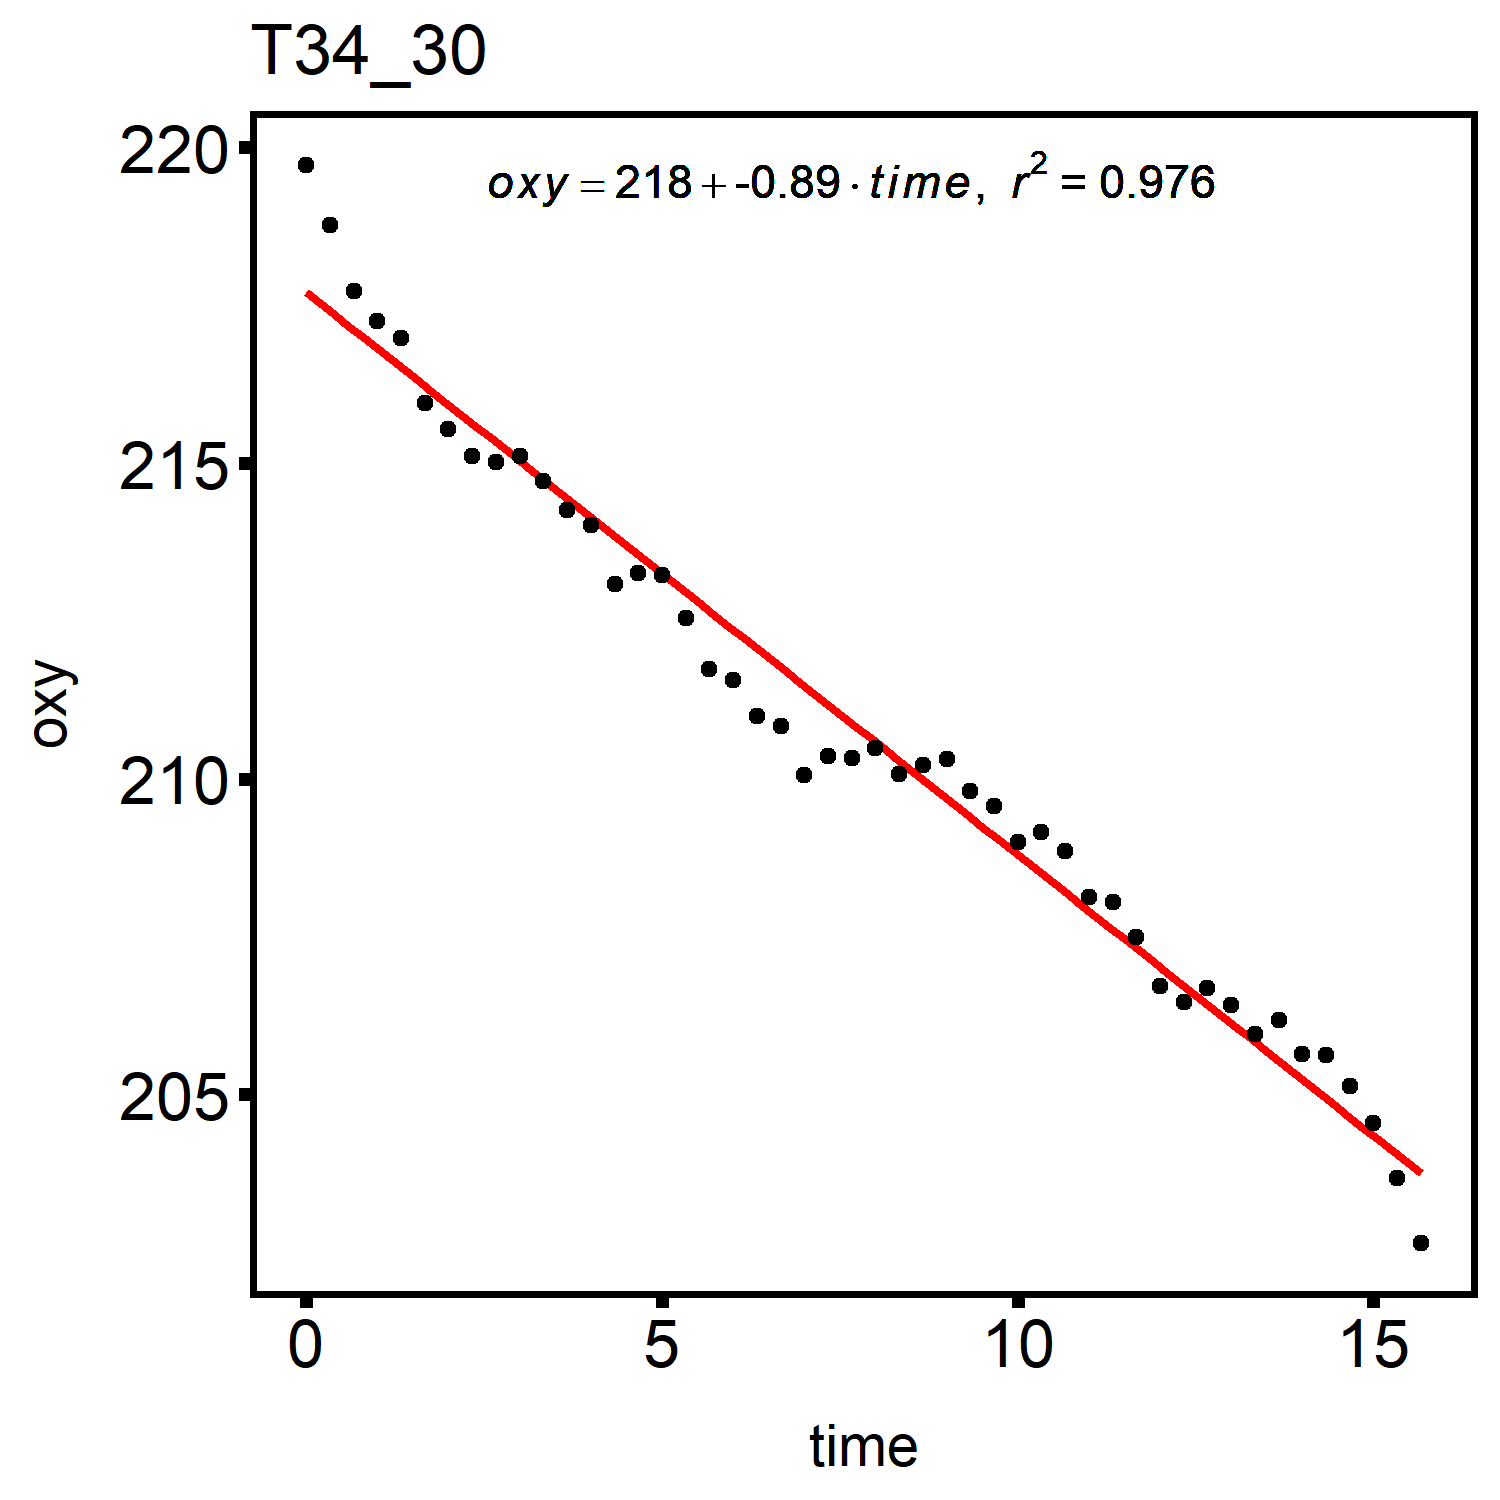 T34_30
220
oxy = 218 + -0.89 · time, r² = 0.976
215
210
205
oxy
0 5 10 15
time